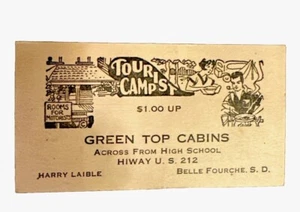 TOURIST
CAMPS
ROOMS
FOR
$1.00 UP
GREEN TOP CABINS
ACROSS FROM HIGH SCHOOL
HIWAY U. S. 212
HARRY LAIBLE
BELLE FOURCHE, S. D.